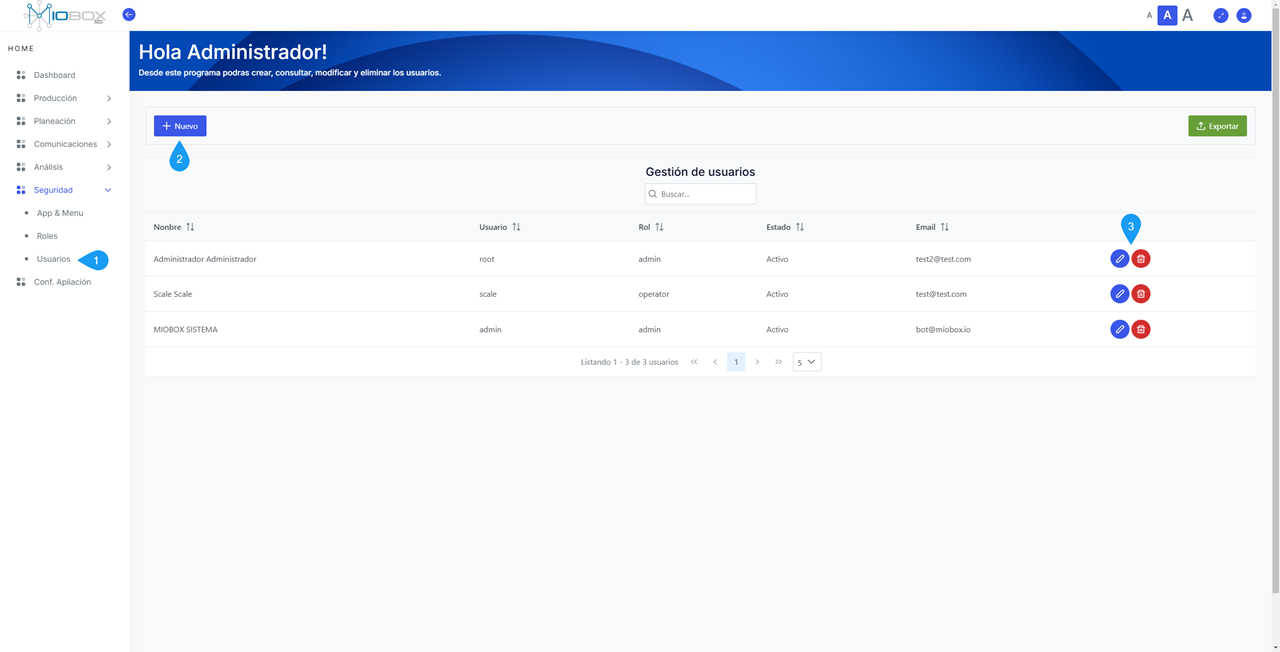 MIOBOX
A A A
HOME
Dashboard
Producción
Planeación
Comunicaciones
Análisis
Seguridad
App & Menu
Roles
Usuarios
1
Conf. Apliación
Hola Administrador!
Desde este programa podras crear, consultar, modificar y eliminar los usuarios.
Nuevo
Exportar
2
Gestión de usuarios
Buscar...
3
Nombre Usuario Rol Estado Email
Administrador Administrador root admin Activo test2@test.com
Scale Scale scale operator Activo test@test.com
MIOBOX SISTEMA admin admin Activo bot@miobox.io
Listando 1 - 3 de 3 usuarios « ‹ 1 › » 5